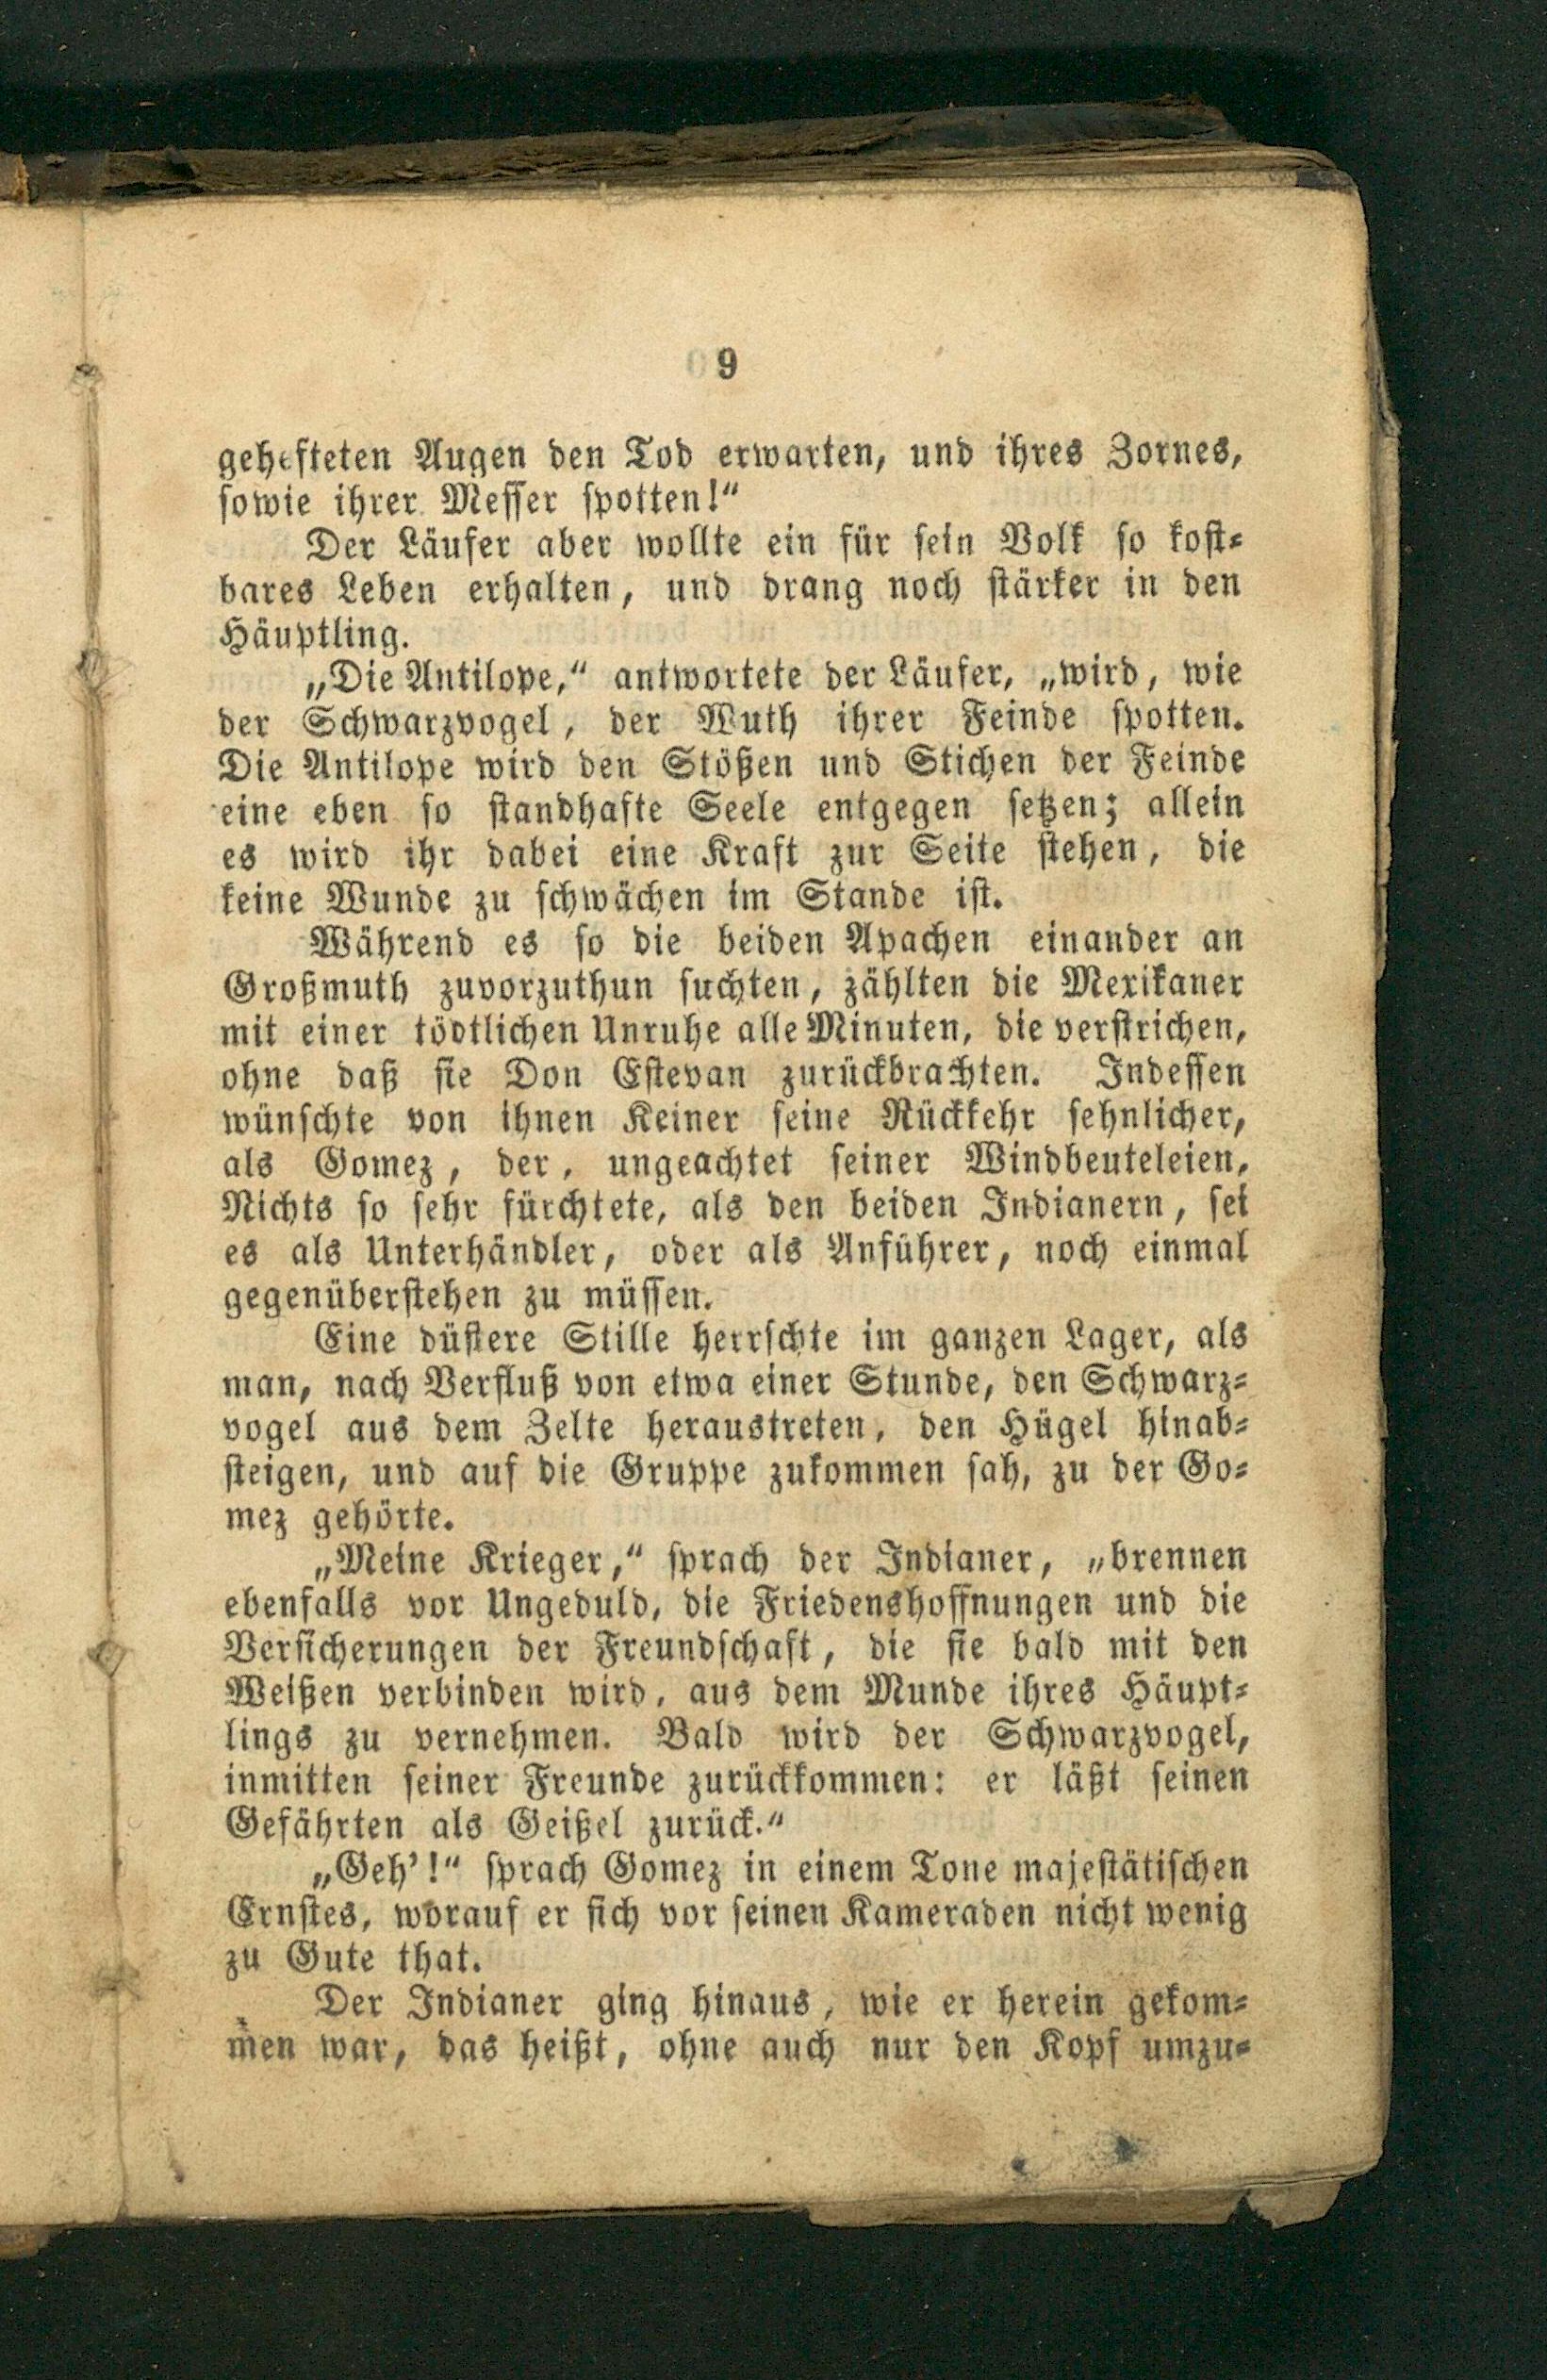 9
gehefteten Augen den Tod erwarten, und ihres Zornes,
sowie ihrer Messer spotten!“
Der Läufer aber wollte ein für sein Volk so kost-
bares Leben erhalten, und drang noch stärker in den
Häuptling.
„Die Antilope,“ antwortete der Läufer, „wird, wie
der Schwarzvogel, der Wuth ihrer Feinde spotten.
Die Antilope wird den Stößen und Stichen der Feinde
eine eben so standhafte Seele entgegen setzen; allein
es wird ihr dabei eine Kraft zur Seite stehen, die
keine Wunde zu schwächen im Stande ist.
Während es so die beiden Apachen einander an
Großmuth zuvorzuthun suchten, zählten die Mexikaner
mit einer tödtlichen Unruhe alle Minuten, die verstrichen,
ohne daß sie Don Estevan zurückbrachten. Indessen
wünschte von ihnen Keiner seine Rückkehr sehnlicher,
als Gomez, der, ungeachtet seiner Windbeuteleien,
Nichts so sehr fürchtete, als den beiden Indianern, sei
es als Unterhändler, oder als Anführer, noch einmal
gegenüberstehen zu müssen.
Eine düstere Stille herrschte im ganzen Lager, als
man, nach Verfluß von etwa einer Stunde, den Schwarz-
vogel aus dem Zelte heraustreten, den Hügel hinab-
steigen, und auf die Gruppe zukommen sah, zu der Go-
mez gehörte.
„Meine Krieger,“ sprach der Indianer, „brennen
ebenfalls vor Ungeduld, die Friedenshoffnungen und die
Versicherungen der Freundschaft, die sie bald mit den
Weißen verbinden wird, aus dem Munde ihres Häupt-
lings zu vernehmen. Bald wird der Schwarzvogel,
inmitten seiner Freunde zurückkommen: er läßt seinen
Gefährten als Geißel zurück.“
„Geh’!“ sprach Gomez in einem Tone majestätischen
Ernstes, worauf er sich vor seinen Kameraden nicht wenig
zu Gute that.
Der Indianer ging hinaus, wie er herein gekom-
men war, das heißt, ohne auch nur den Kopf umzu-